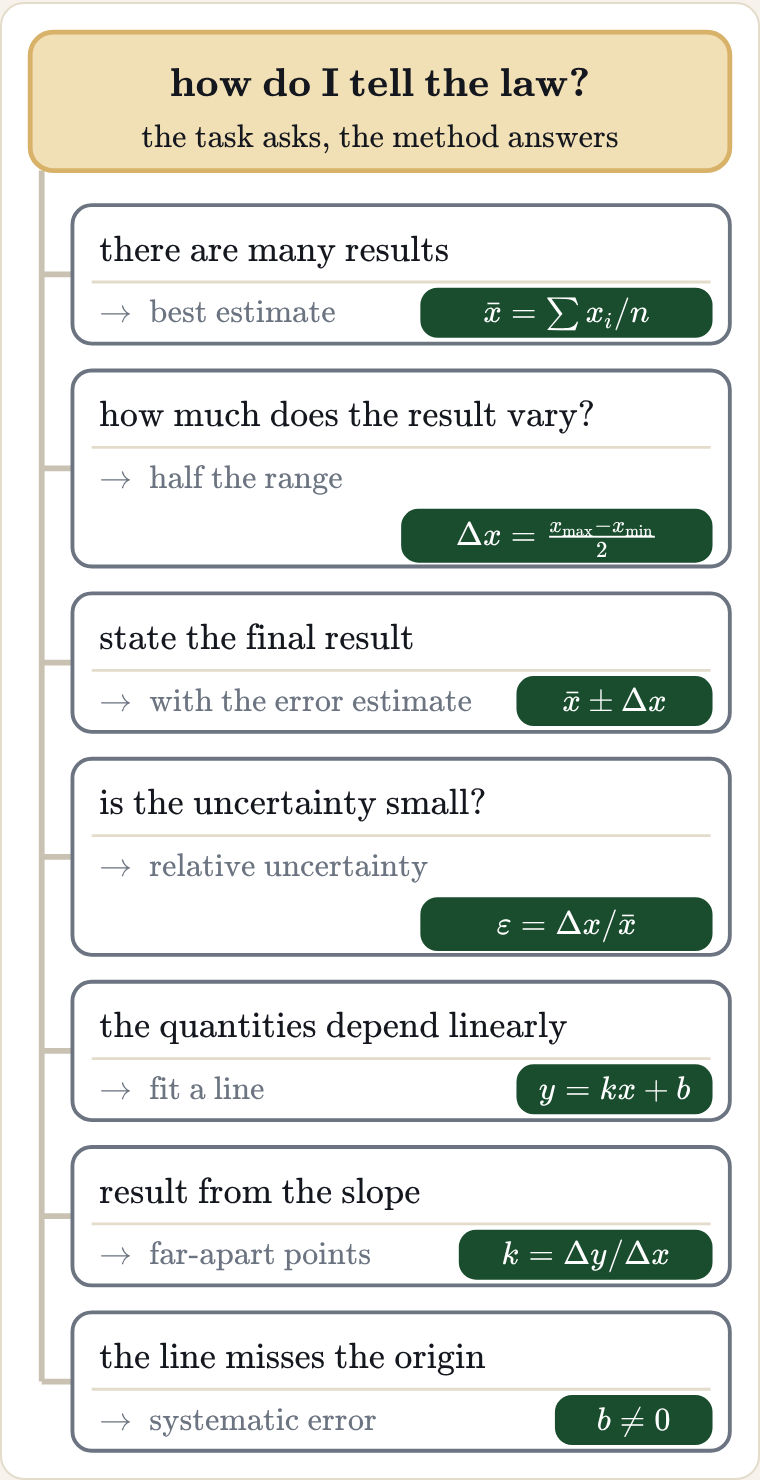 how do I tell the law?
the task asks, the method answers
there are many results
→ best estimate x̄ = ∑ xᵢ/n
how much does the result vary?
→ half the range
Δx = (x_max − x_min)/2
state the final result
→ with the error estimate x̄ ± Δx
is the uncertainty small?
→ relative uncertainty
ε = Δx/x̄
the quantities depend linearly
→ fit a line y = kx + b
result from the slope
→ far-apart points k = Δy/Δx
the line misses the origin
→ systematic error b ≠ 0